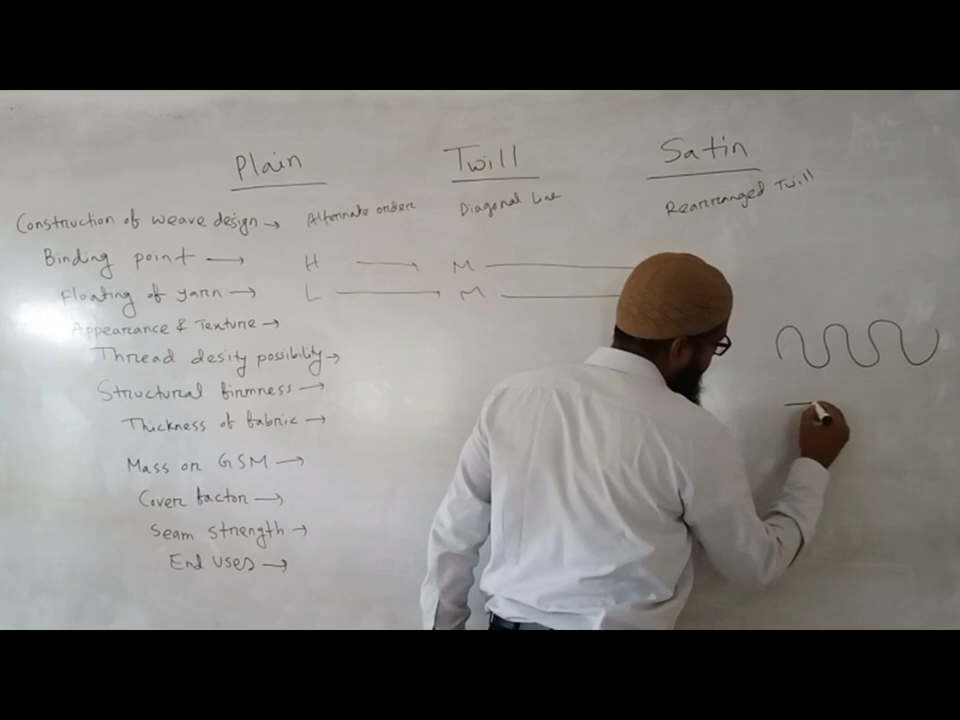 Plain Twill Satin
Construction of weave design → Alternate order Diagonal Line Rearranged Twill
Binding point → H → M
Floating of yarn → L → M
Appearance & Texture →
Thread desity possibility →
Structural firmness →
Thickness of fabric →
Mass or GSM →
Cover factor →
Seam strength →
End uses →